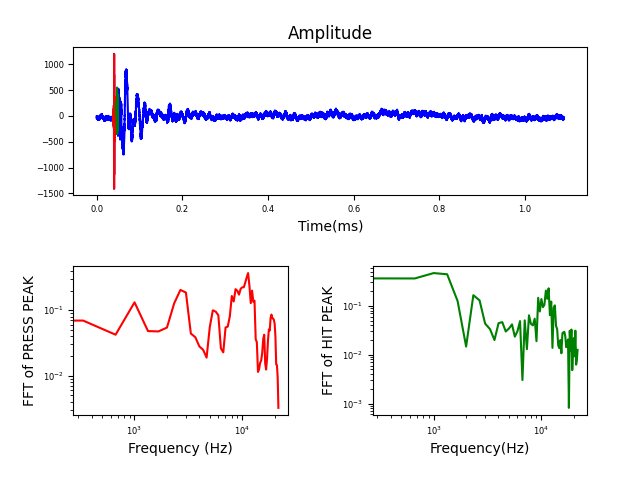 Amplitude
1000
500
0
−500
−1000
−1500
0.0 0.2 0.4 0.6 0.8 1.0
Time(ms)
FFT of PRESS PEAK
10⁻¹
10⁻²
10³ 10⁴
Frequency (Hz)
FFT of HIT PEAK
10⁻¹
10⁻²
10⁻³
10³ 10⁴
Frequency(Hz)